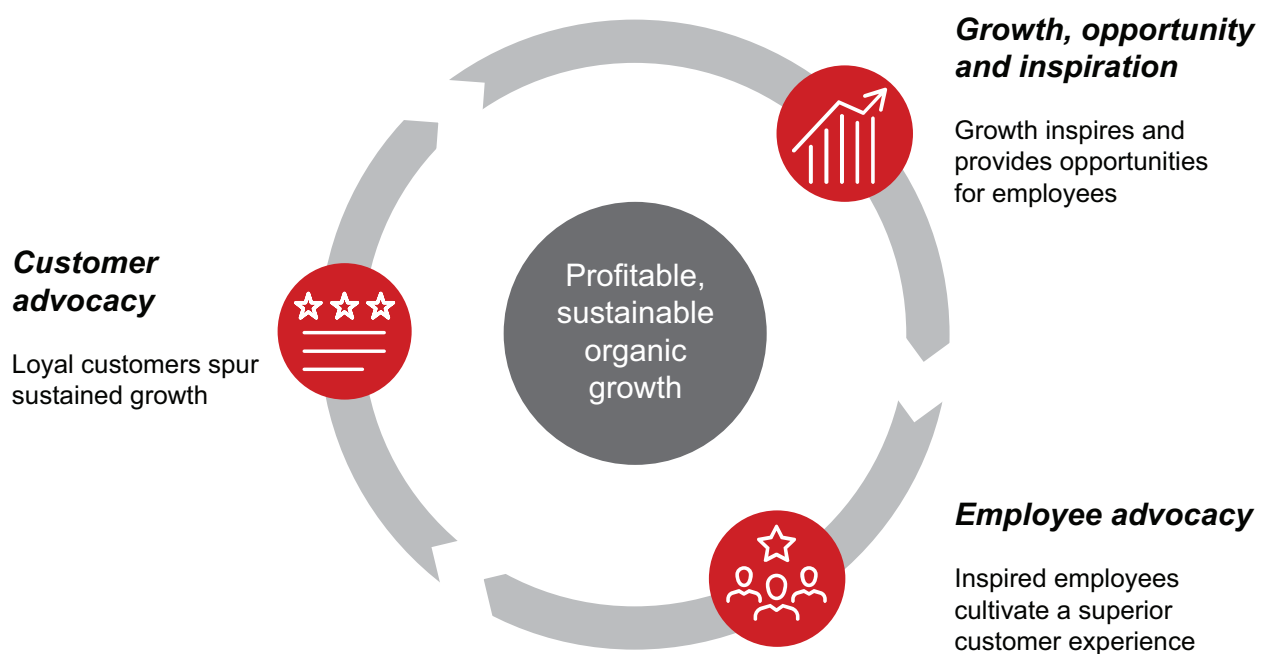 Growth, opportunity
and inspiration
Growth inspires and
provides opportunities
for employees
Customer
advocacy
Loyal customers spur
sustained growth
Profitable,
sustainable
organic
growth
Employee advocacy
Inspired employees
cultivate a superior
customer experience